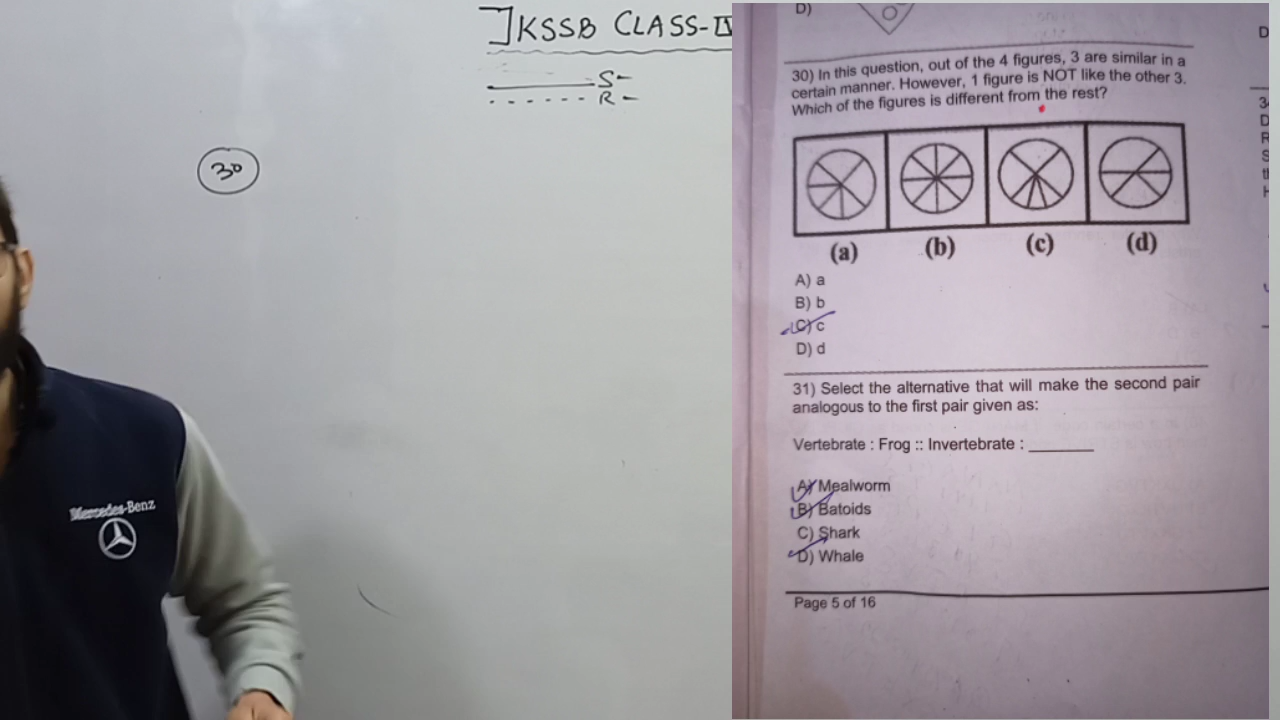 JKSSB CLASS-IV
S-
R-
30
Mercedes-Benz
D)
30) In this question, out of the 4 figures, 3 are similar in a
certain manner. However, 1 figure is NOT like the other 3.
Which of the figures is different from the rest?
(a) (b) (c) (d)
A) a
B) b
C) c
D) d
31) Select the alternative that will make the second pair
analogous to the first pair given as:
Vertebrate : Frog :: Invertebrate : ________
A) Mealworm
B) Batoids
C) Shark
D) Whale
Page 5 of 16